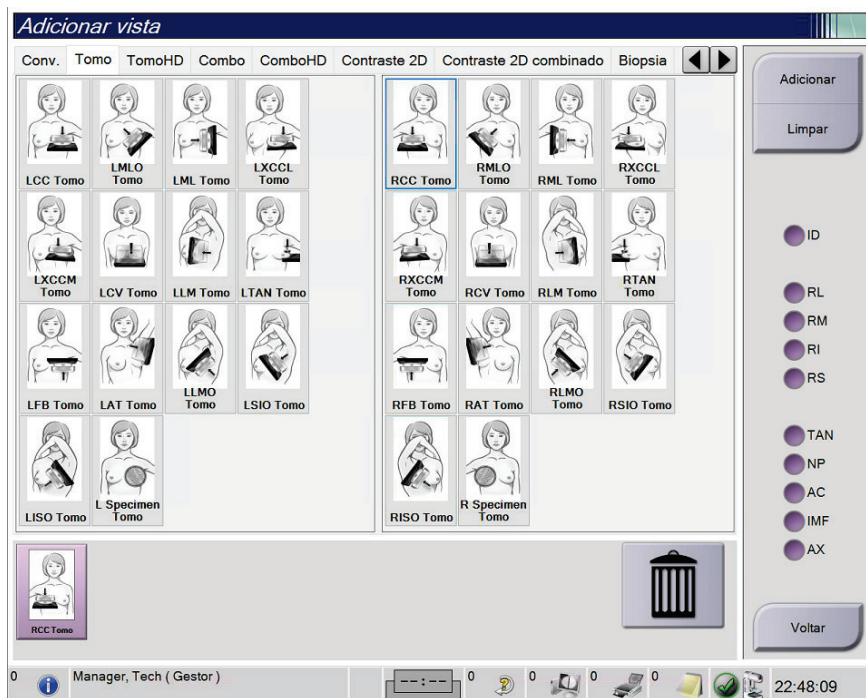 Adicionar vista
Conv. Tomo TomoHD Combo ComboHD Contraste 2D Contraste 2D combinado Biopsia
LCC Tomo
LMLO
Tomo
LML Tomo
LXCCL
Tomo
LXCCM
Tomo
LCV Tomo
LLM Tomo
LTAN Tomo
LFB Tomo
LAT Tomo
LLMO
Tomo
LSIO Tomo
LISO Tomo
L Specimen
Tomo
RCC Tomo
RMLO
Tomo
RML Tomo
RXCCL
Tomo
RXCCM
Tomo
RCV Tomo
RLM Tomo
RTAN
Tomo
RFB Tomo
RAT Tomo
RLMO
Tomo
RSIO Tomo
RISO Tomo
R Specimen
Tomo
Adicionar
Limpar
ID
RL
RM
RI
RS
TAN
NP
AC
IMF
AX
RCC Tomo
Voltar
0 Manager, Tech ( Gestor ) --:-- 0 0 0 0 22:48:09